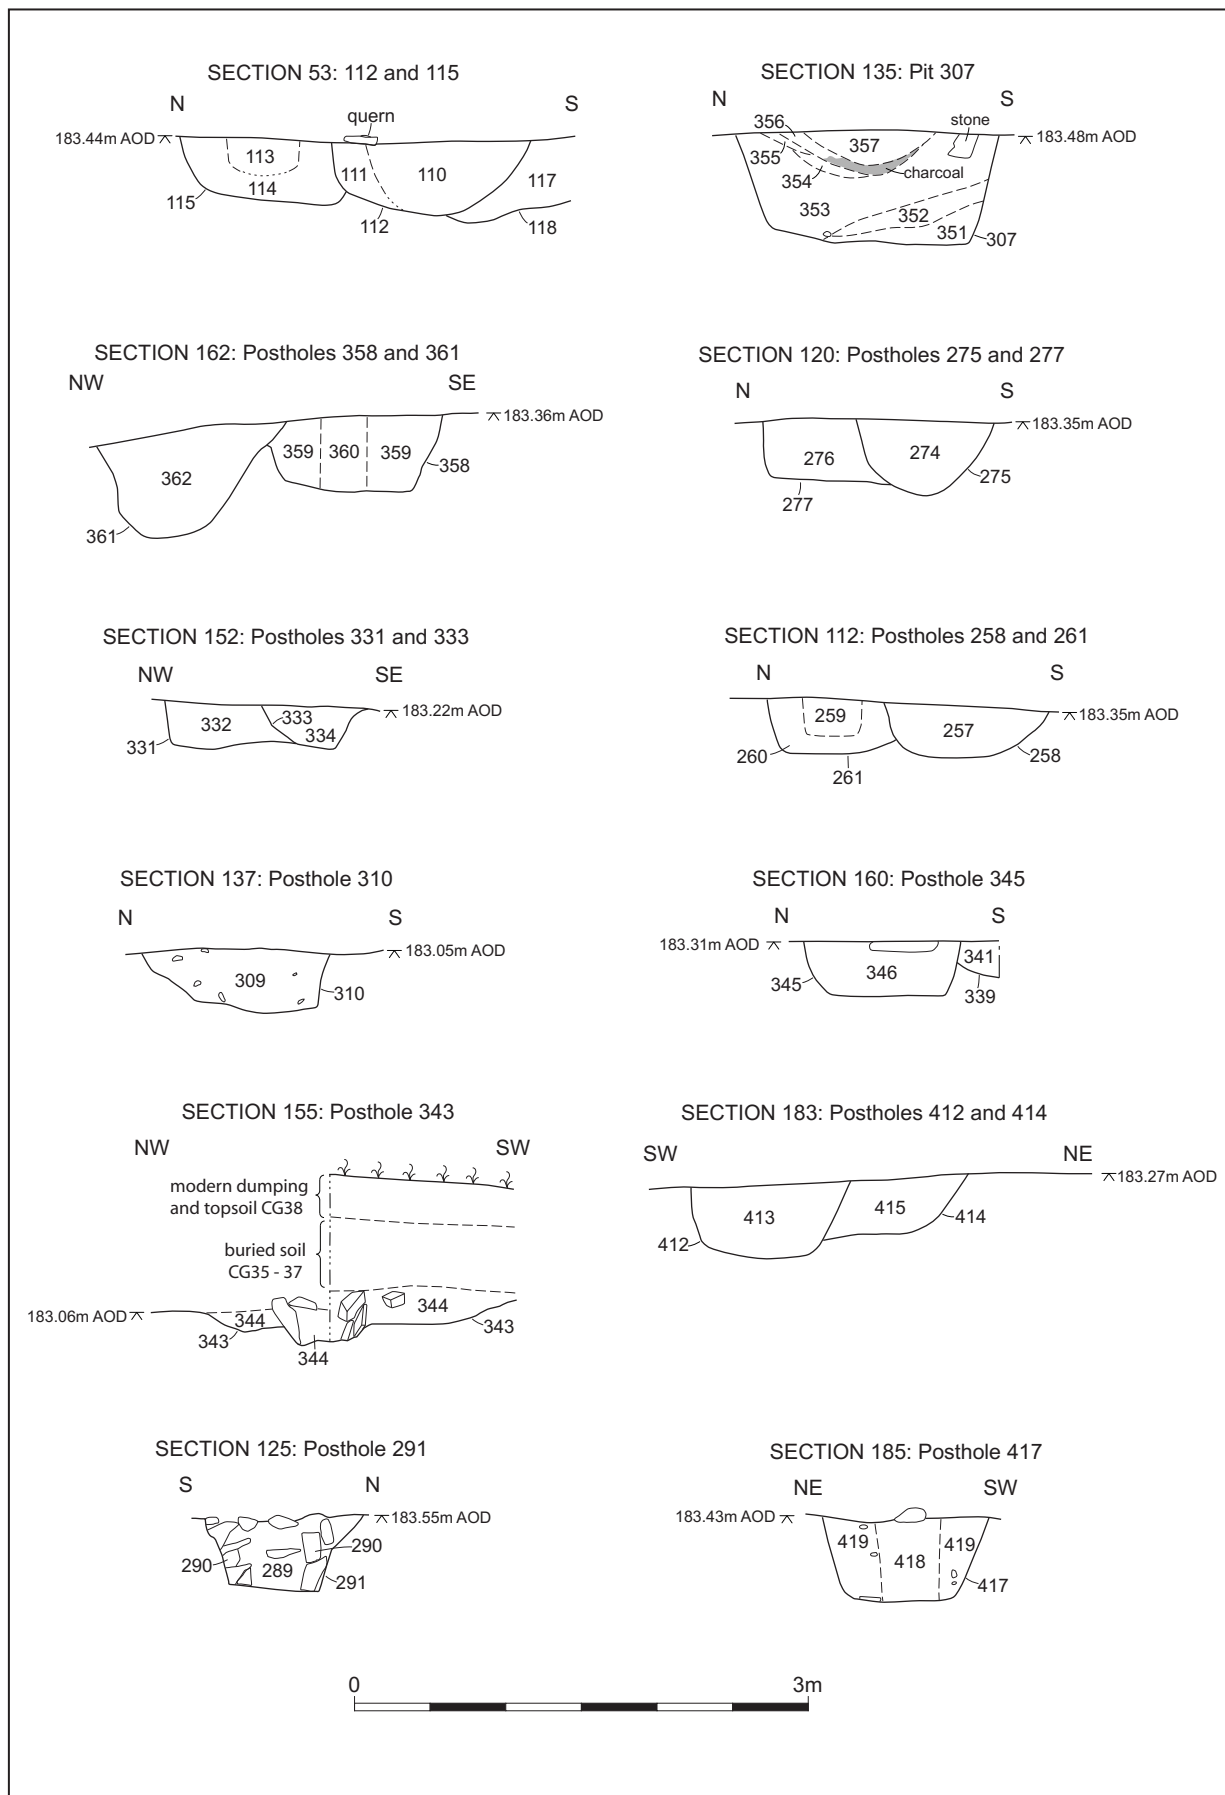 SECTION 53: 112 and 115
N
S
quern
183.44m AOD
113
114
111
110
117
115
112
118
SECTION 135: Pit 307
N
S
stone
356
357
183.48m AOD
355
354
charcoal
353
352
351
307
SECTION 162: Postholes 358 and 361
NW
SE
183.36m AOD
359
360
359
358
362
361
SECTION 120: Postholes 275 and 277
N
S
183.35m AOD
276
274
275
277
SECTION 152: Postholes 331 and 333
NW
SE
183.22m AOD
332
333
334
331
SECTION 112: Postholes 258 and 261
N
S
183.35m AOD
259
257
260
261
258
SECTION 137: Posthole 310
N
S
183.05m AOD
309
310
SECTION 160: Posthole 345
N
S
183.31m AOD
346
341
345
339
SECTION 155: Posthole 343
NW
SW
modern dumping
and topsoil CG38
buried soil
CG35 - 37
183.06m AOD
344
344
343
343
344
SECTION 183: Postholes 412 and 414
SW
NE
183.27m AOD
413
415
414
412
SECTION 125: Posthole 291
S
N
183.55m AOD
290
290
289
291
SECTION 185: Posthole 417
NE
SW
183.43m AOD
419
418
419
417
0
3m